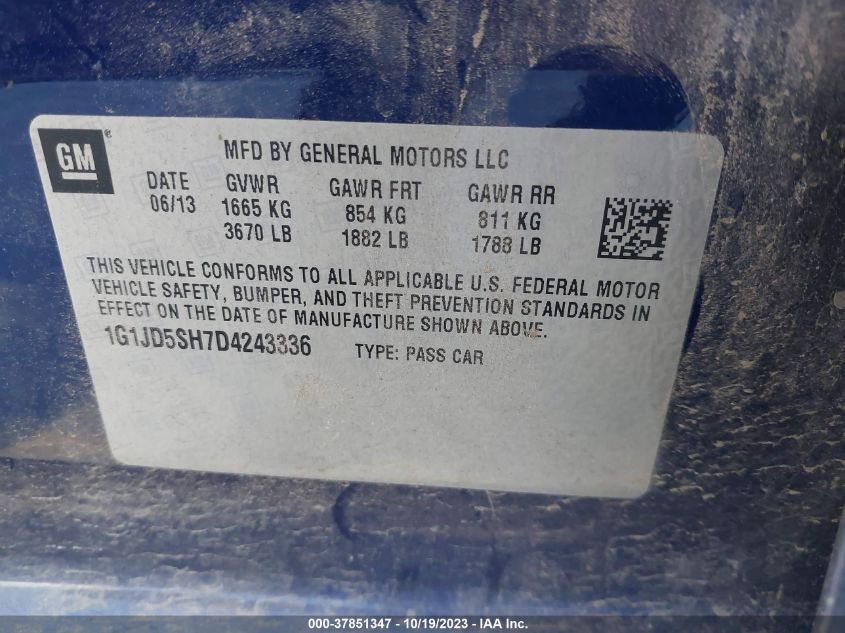 GM®
MFD BY GENERAL MOTORS LLC
DATE GVWR GAWR FRT GAWR RR
06/13 1665 KG 854 KG 811 KG
3670 LB 1882 LB 1788 LB
THIS VEHICLE CONFORMS TO ALL APPLICABLE U.S. FEDERAL MOTOR
VEHICLE SAFETY, BUMPER, AND THEFT PREVENTION STANDARDS IN
EFFECT ON THE DATE OF MANUFACTURE SHOWN ABOVE.
1G1JD5SH7D4243336 TYPE: PASS CAR
000-37851347 - 10/19/2023 - IAA Inc.